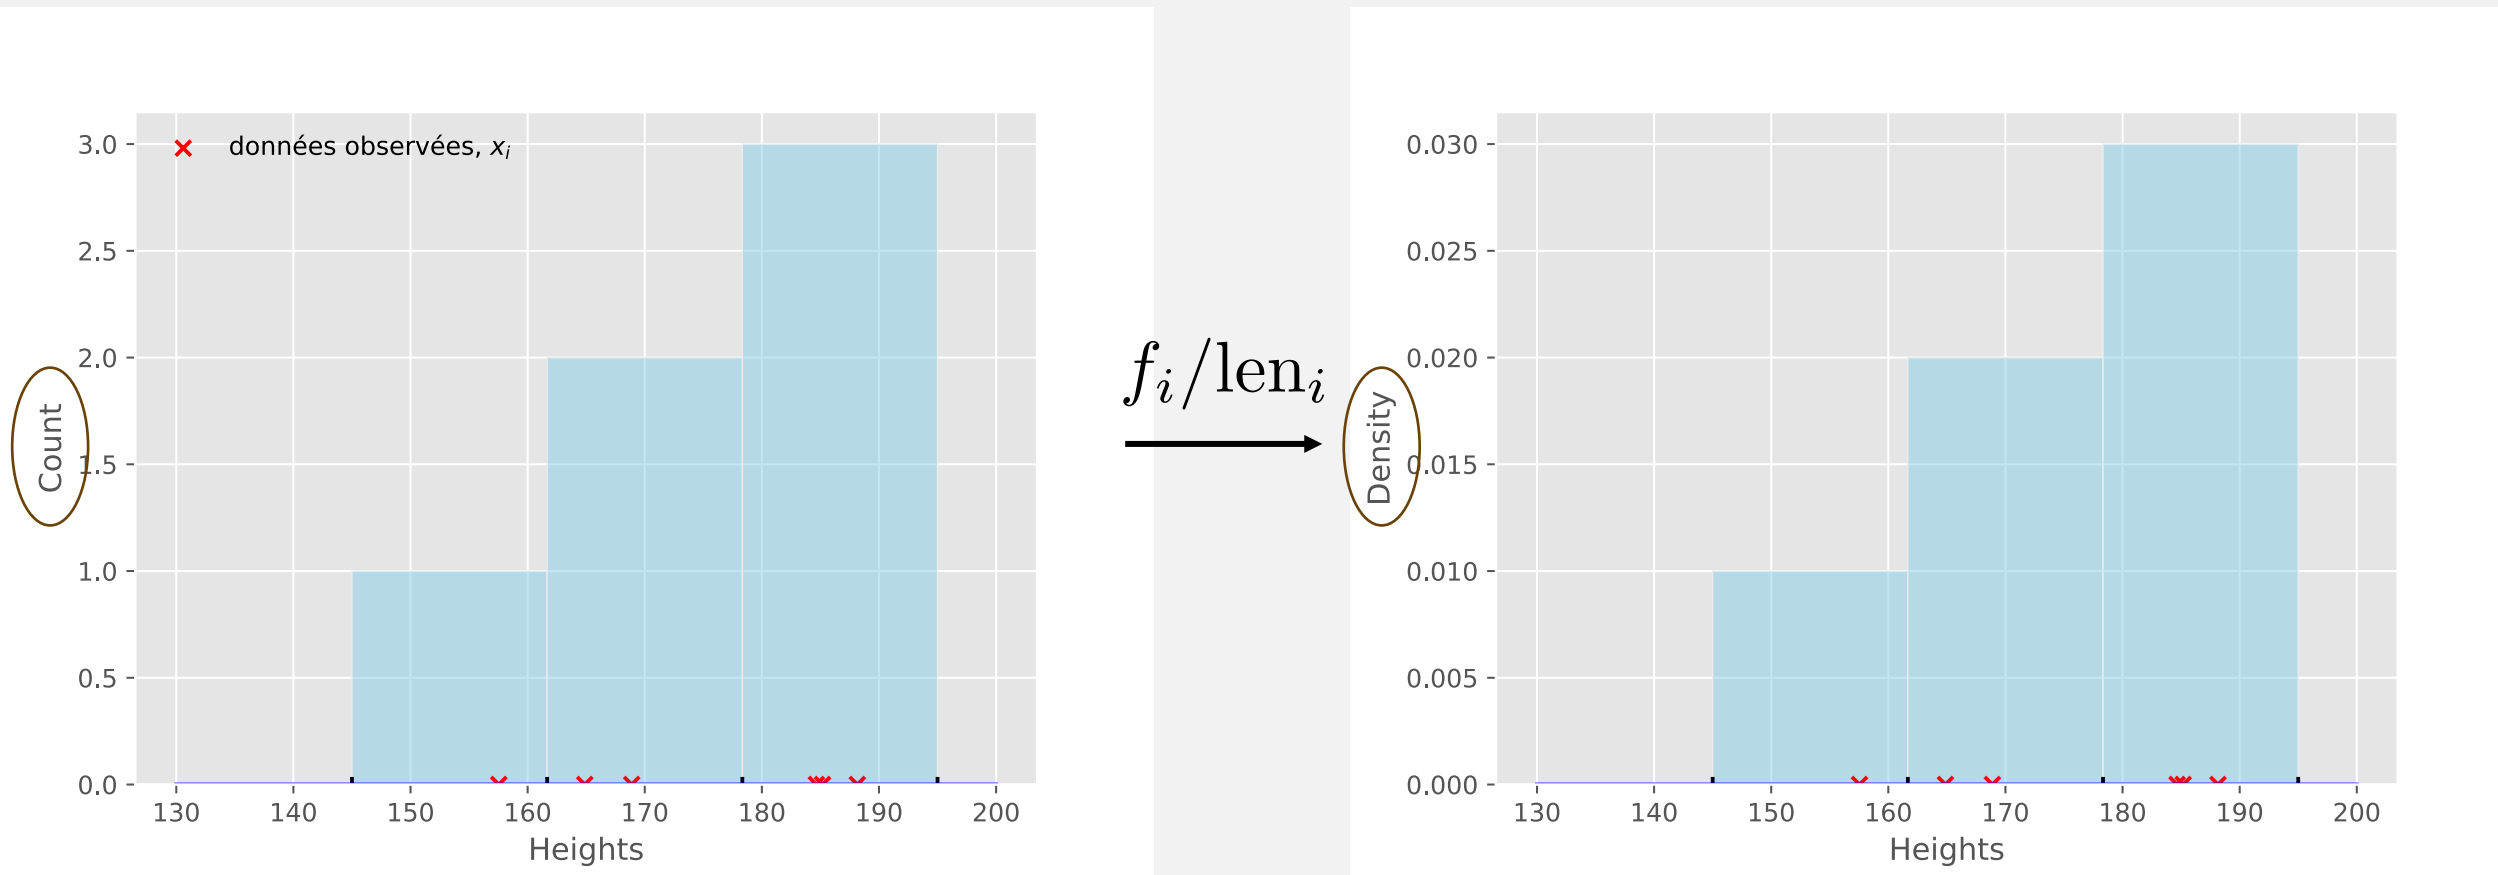 données observées, xᵢ
3.0
2.5
2.0
1.5
1.0
0.5
0.0
Count
130 140 150 160 170 180 190 200
Heights
fᵢ/lenᵢ
0.030
0.025
0.020
0.015
0.010
0.005
0.000
Density
130 140 150 160 170 180 190 200
Heights